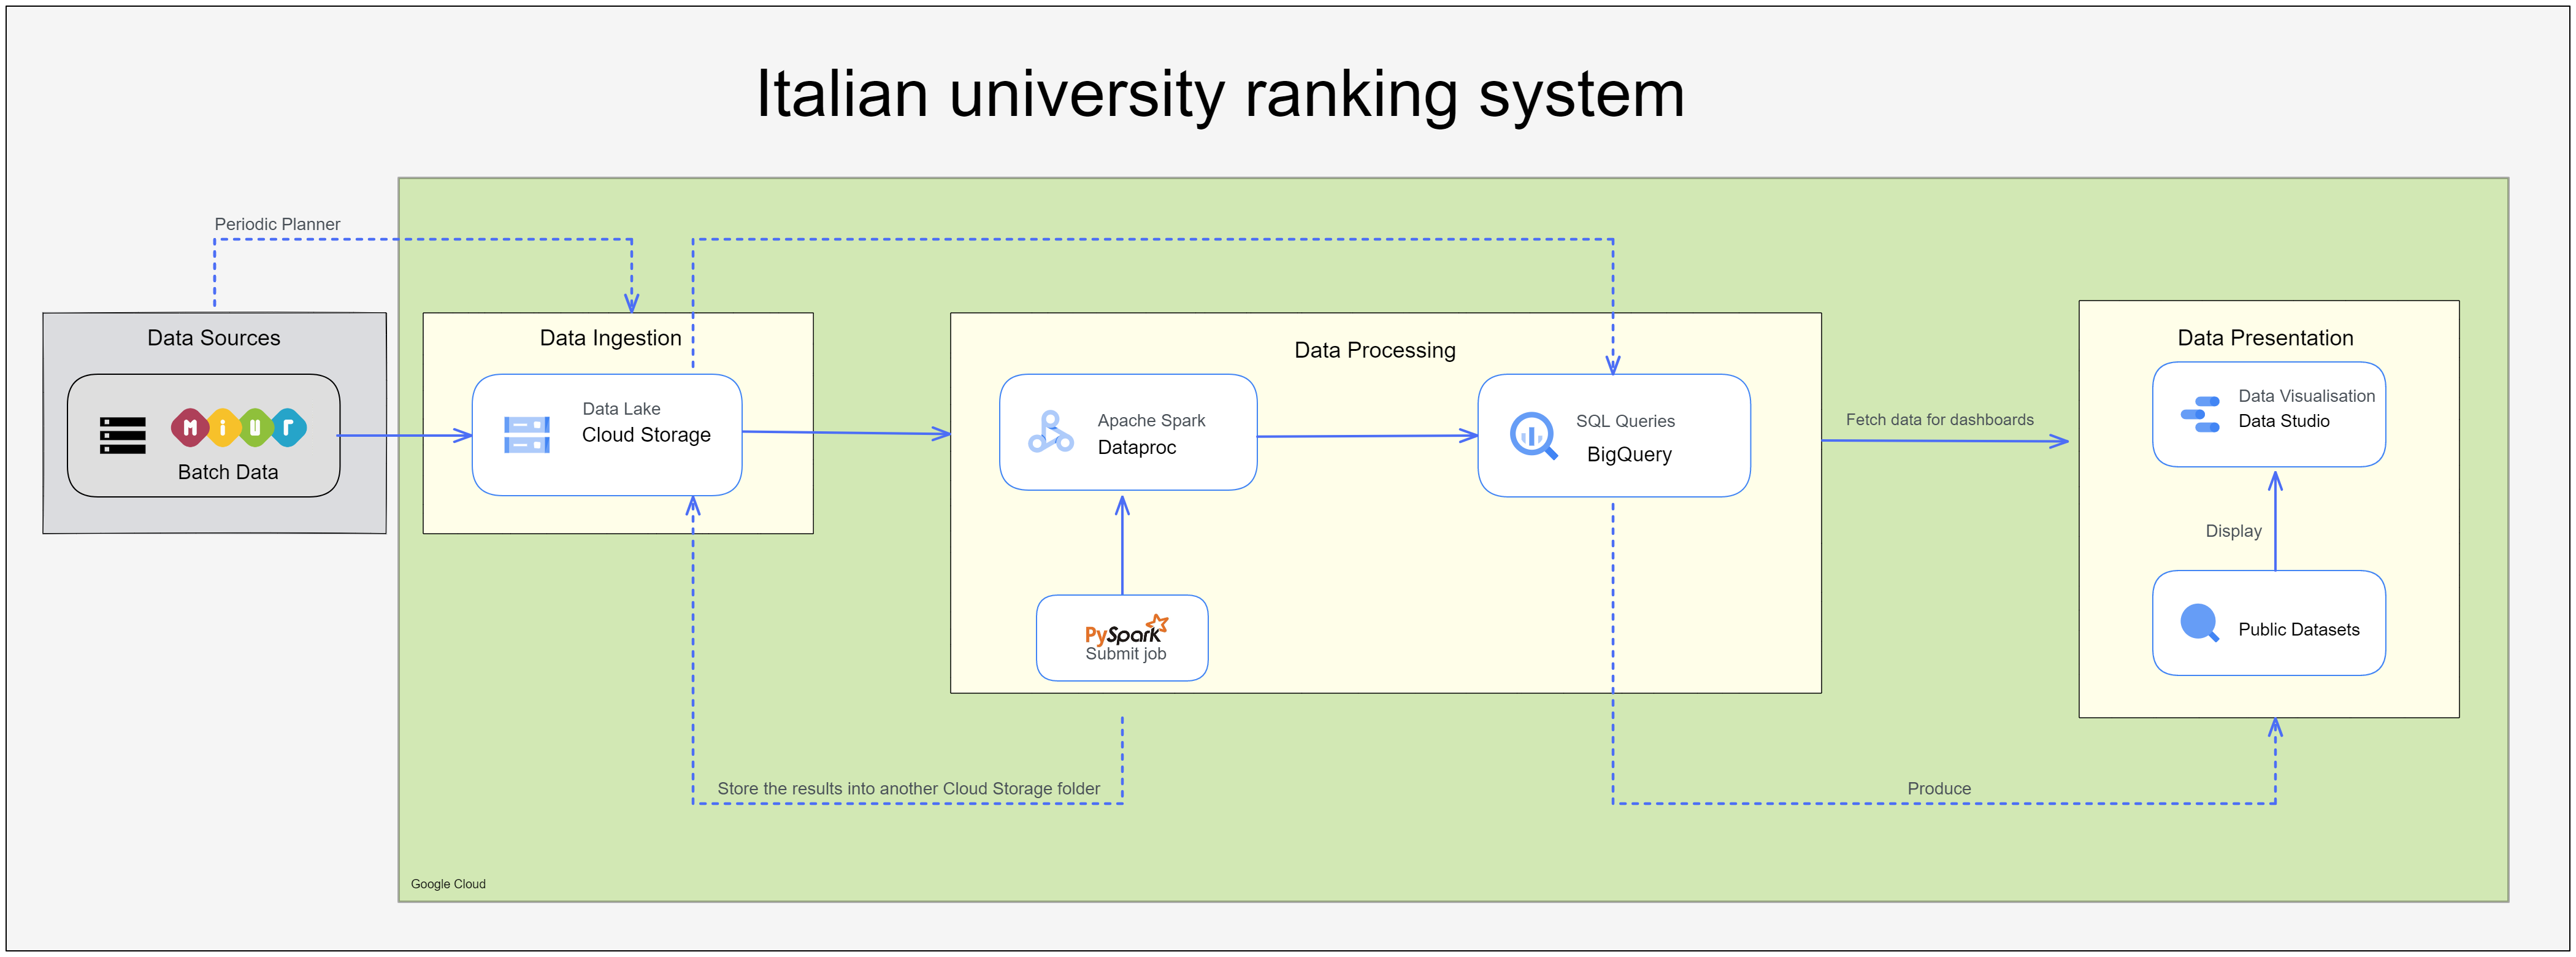 Italian university ranking system
Periodic Planner
Data Sources
Miur
Batch Data
Data Ingestion
Data Lake
Cloud Storage
Data Processing
Apache Spark
Dataproc
SQL Queries
BigQuery
PySpark
Submit job
Fetch data for dashboards
Data Presentation
Data Visualisation
Data Studio
Display
Public Datasets
Store the results into another Cloud Storage folder
Produce
Google Cloud